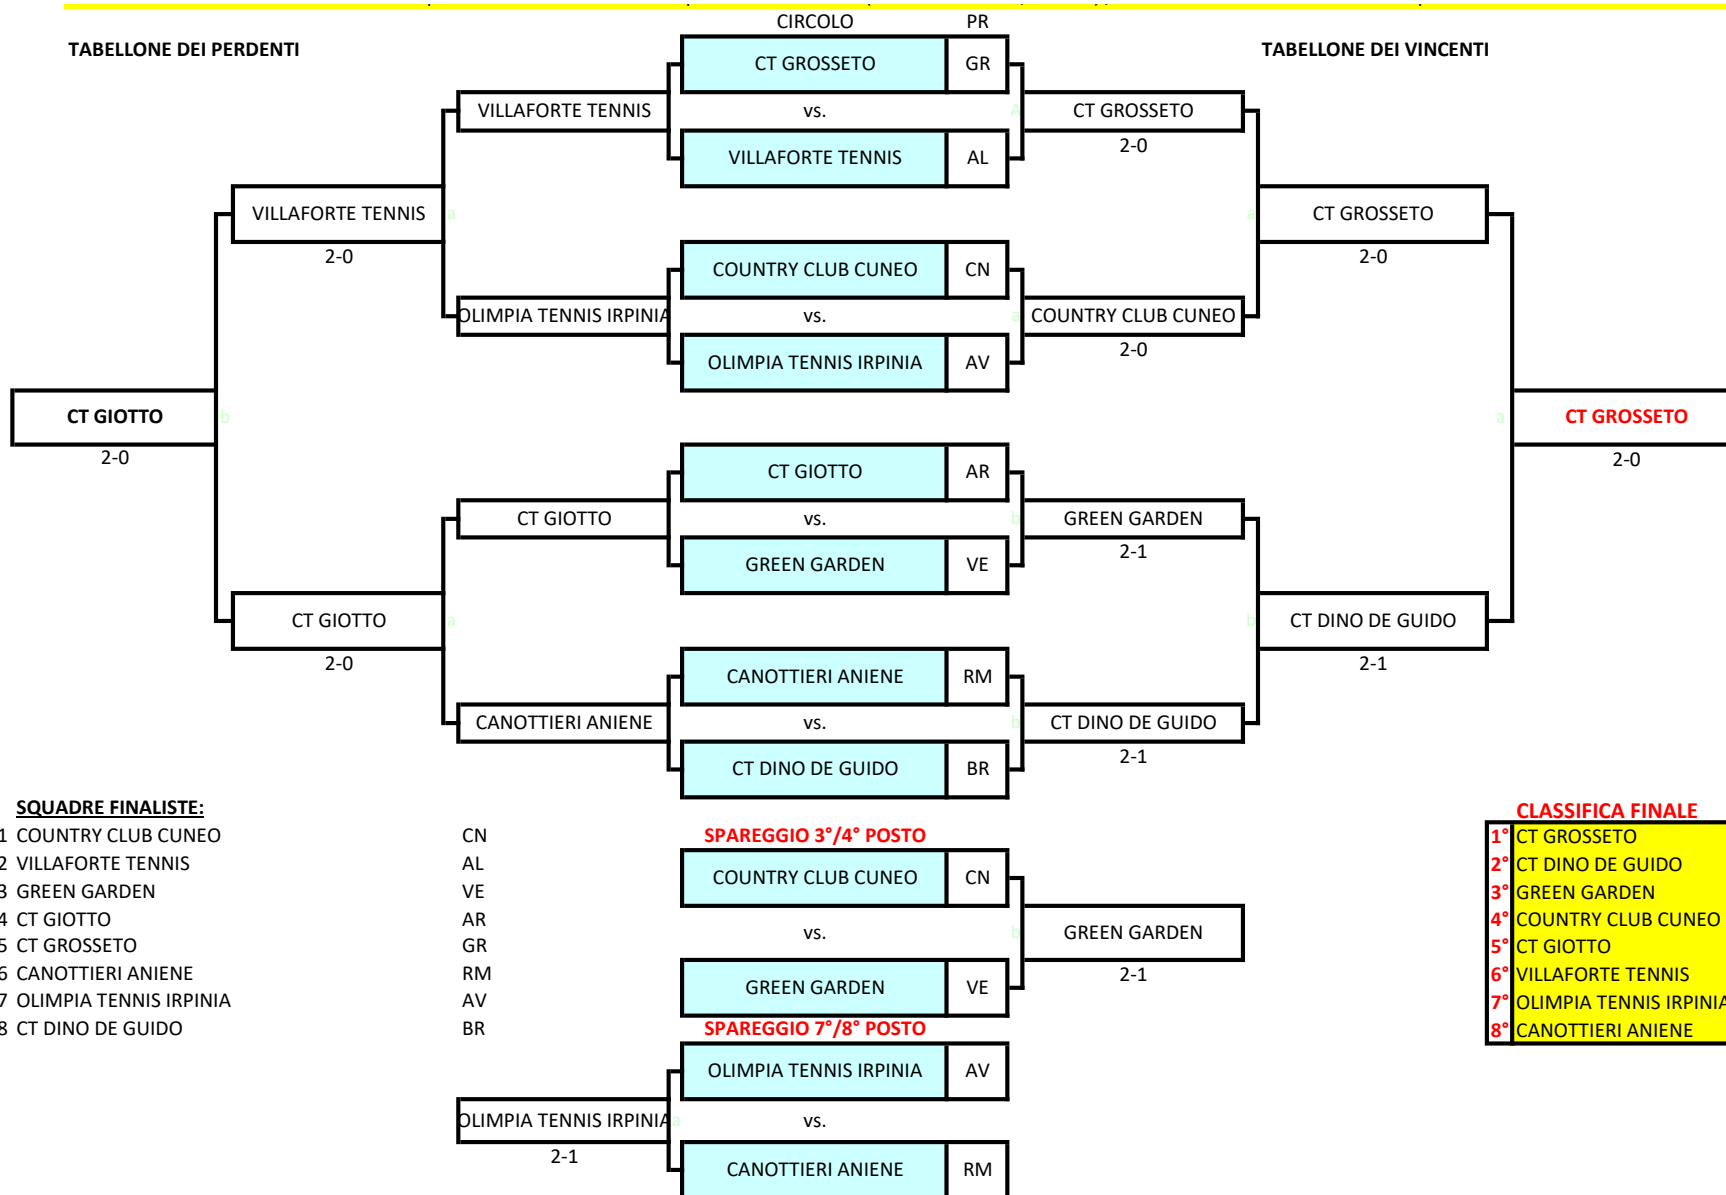 CIRCOLO PR
TABELLONE DEI PERDENTI TABELLONE DEI VINCENTI
CT GROSSETO GR
VILLAFORTE TENNIS vs. A CT GROSSETO
2-0
VILLAFORTE TENNIS AL
VILLAFORTE TENNIS a a CT GROSSETO
2-0 2-0
COUNTRY CLUB CUNEO CN
OLIMPIA TENNIS IRPINIA vs. a COUNTRY CLUB CUNEO
2-0
OLIMPIA TENNIS IRPINIA AV
CT GIOTTO b a CT GROSSETO
2-0 2-0
CT GIOTTO AR
CT GIOTTO vs. b GREEN GARDEN
2-1
GREEN GARDEN VE
CT GIOTTO a b CT DINO DE GUIDO
2-0 2-1
CANOTTIERI ANIENE RM
CANOTTIERI ANIENE vs. b CT DINO DE GUIDO
2-1
CT DINO DE GUIDO BR
SQUADRE FINALISTE: CLASSIFICA FINALE
1 COUNTRY CLUB CUNEO CN SPAREGGIO 3°/4° POSTO 1° CT GROSSETO
2 VILLAFORTE TENNIS AL 2° CT DINO DE GUIDO
COUNTRY CLUB CUNEO CN
3 GREEN GARDEN VE 3° GREEN GARDEN
4 CT GIOTTO AR 4° COUNTRY CLUB CUNEO
vs. b GREEN GARDEN
5 CT GROSSETO GR 5° CT GIOTTO
6 CANOTTIERI ANIENE RM 2-1 6° VILLAFORTE TENNIS
GREEN GARDEN VE
7 OLIMPIA TENNIS IRPINIA AV 7° OLIMPIA TENNIS IRPINIA
8 CT DINO DE GUIDO BR SPAREGGIO 7°/8° POSTO 8° CANOTTIERI ANIENE
OLIMPIA TENNIS IRPINIA AV
OLIMPIA TENNIS IRPINIA a vs.
2-1
CANOTTIERI ANIENE RM